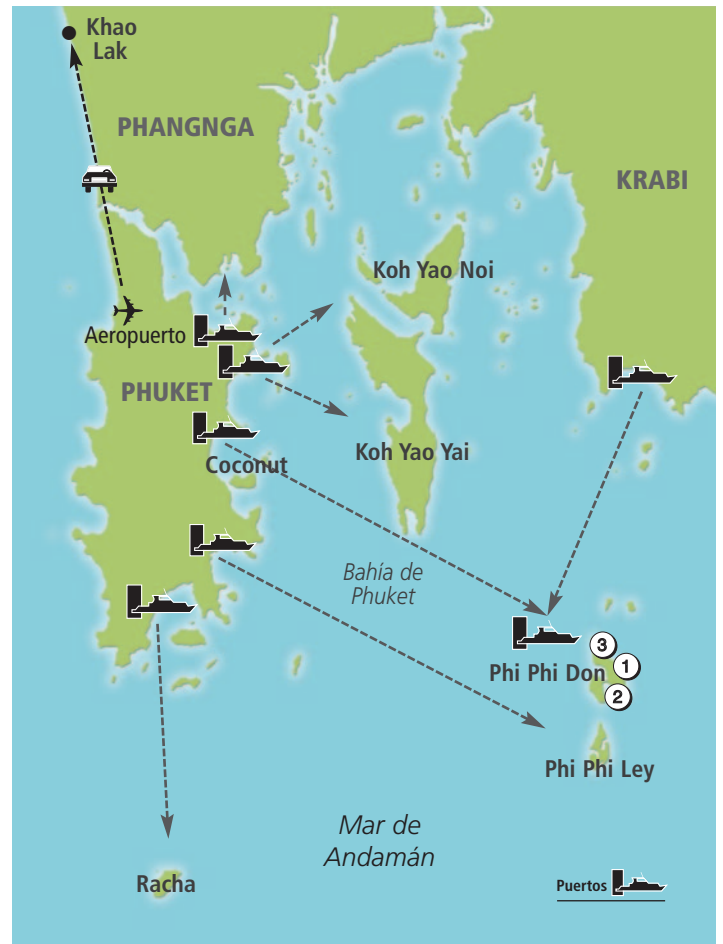 Khao
Lak
PHANGNGA
KRABI
Koh Yao Noi
Aeropuerto
PHUKET
Coconut
Koh Yao Yai
Bahía de
Phuket
3
Phi Phi Don
1
2
Phi Phi Ley
Mar de
Andamán
Racha
Puertos